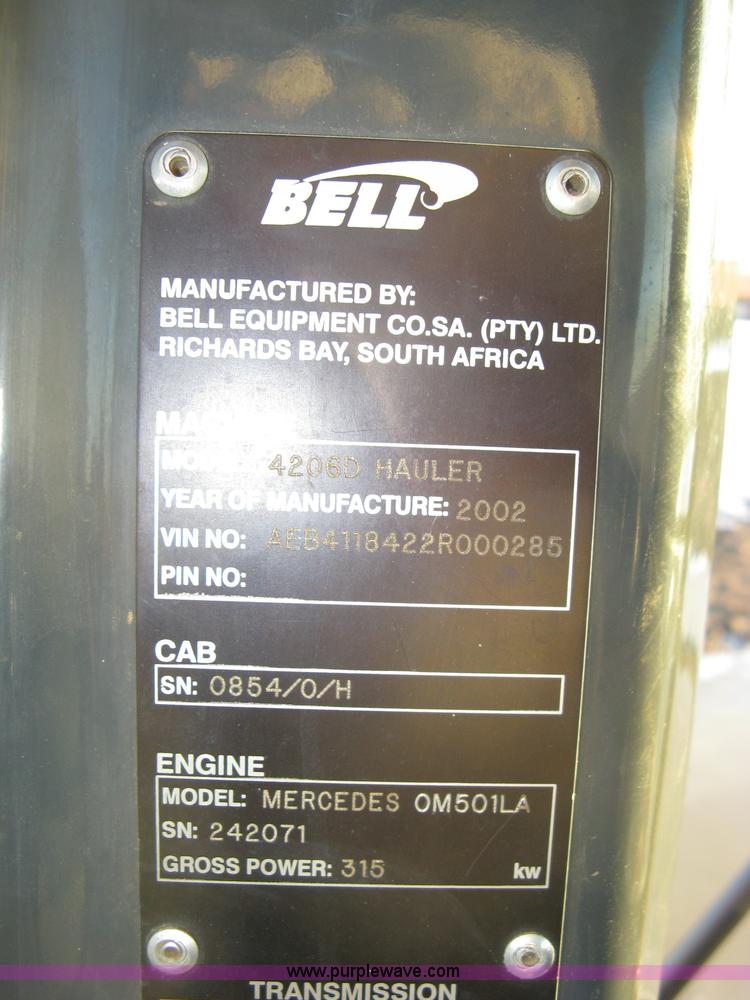 BELL
MANUFACTURED BY:
BELL EQUIPMENT CO.SA. (PTY) LTD.
RICHARDS BAY, SOUTH AFRICA
4206D HAULER
YEAR OF MANUFACTURE: 2002
VIN NO: AEB4118422R000285
PIN NO:
CAB
SN: 0854/0/H
ENGINE
MODEL: MERCEDES OM501LA
SN: 242071
GROSS POWER: 315 kw
www.purplewave.com
TRANSMISSION